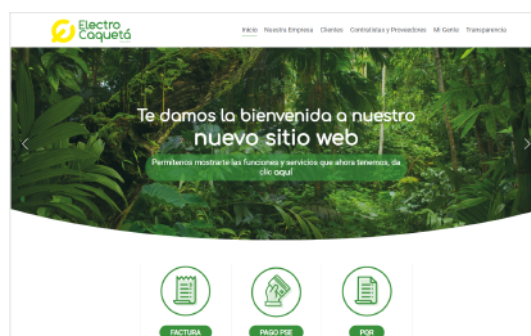 Electro
Caquetá
Inicio Nuestra Empresa Clientes Contratistas y Proveedores Mi Gente Transparencia
Te damos la bienvenida a nuestro
nuevo sitio web
Permítenos mostrarte las funciones y servicios que ahora tenemos, da
clic aquí
FACTURA PAGO PSE PQR